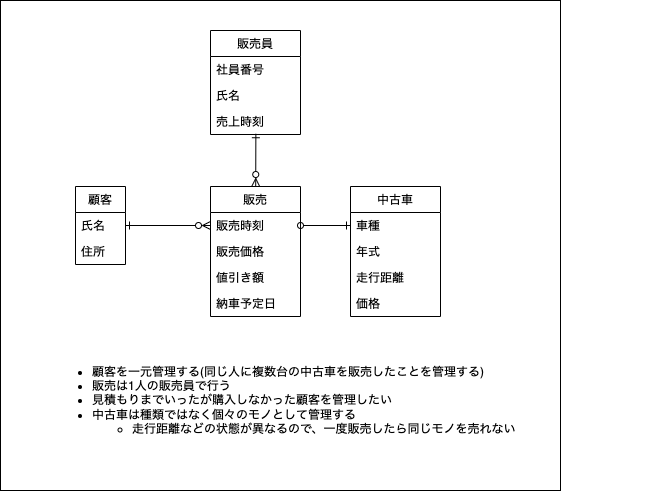 販売員
社員番号
氏名
売上時刻
顧客
氏名
住所
販売
販売時刻
販売価格
値引き額
納車予定日
中古車
車種
年式
走行距離
価格
• 顧客を一元管理する(同じ人に複数台の中古車を販売したことを管理する)
• 販売は1人の販売員で行う
• 見積もりまでいったが購入しなかった顧客を管理したい
• 中古車は種類ではなく個々のモノとして管理する
○ 走行距離などの状態が異なるので、一度販売したら同じモノを売れない